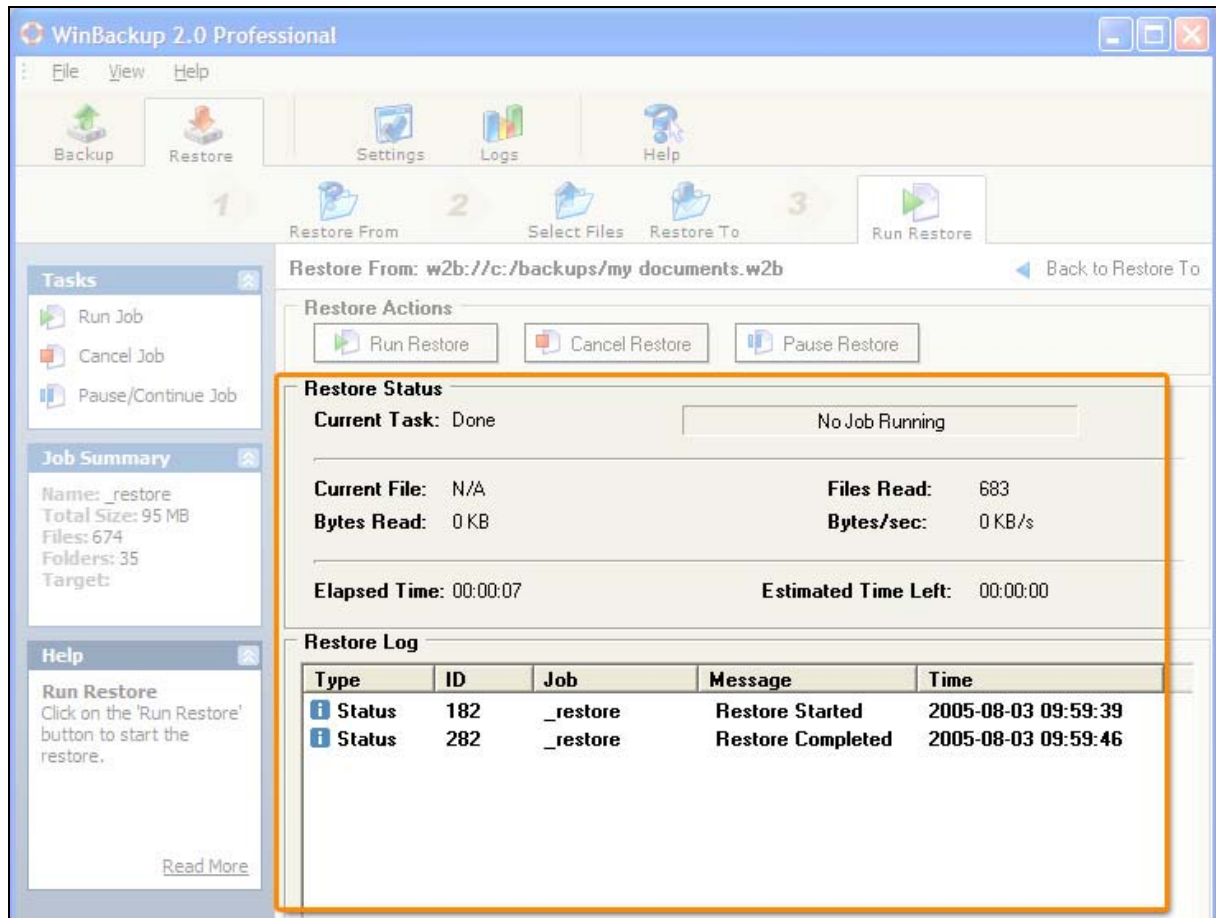 WinBackup 2.0 Professional
File View Help
Backup Restore Settings Logs Help
1 Restore From 2 Select Files Restore To 3 Run Restore
Tasks
Run Job
Cancel Job
Pause/Continue Job
Job Summary
Name: _restore
Total Size: 95 MB
Files: 674
Folders: 35
Target:
Help
Run Restore
Click on the 'Run Restore'
button to start the
restore.
Read More
Restore From: w2b://c:/backups/my documents.w2b Back to Restore To
Restore Actions
Run Restore Cancel Restore Pause Restore
Restore Status
Current Task: Done No Job Running
Current File: N/A Files Read: 683
Bytes Read: 0 KB Bytes/sec: 0 KB/s
Elapsed Time: 00:00:07 Estimated Time Left: 00:00:00
Restore Log
Type ID Job Message Time
Status 182 _restore Restore Started 2005-08-03 09:59:39
Status 282 _restore Restore Completed 2005-08-03 09:59:46